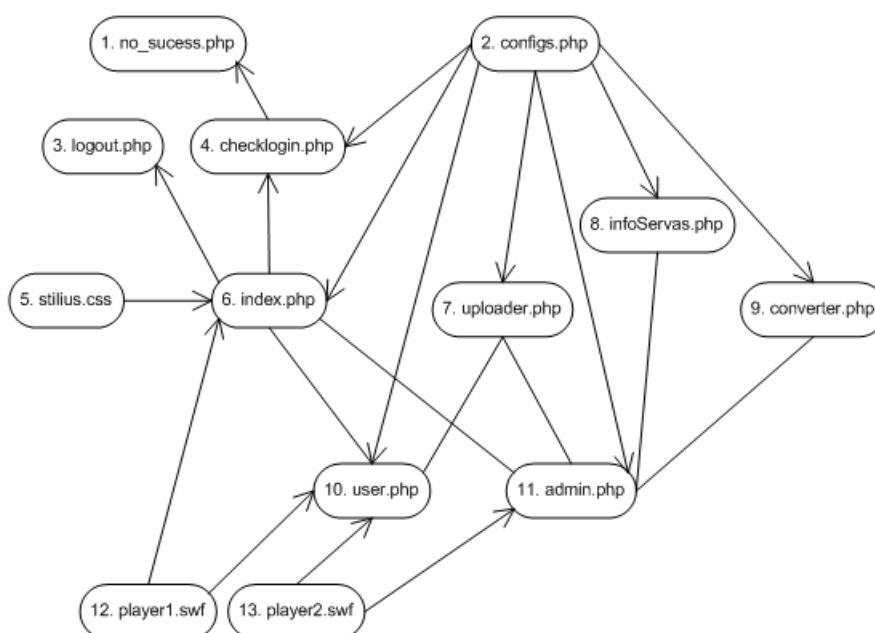 1. no_sucess.php
2. configs.php
3. logout.php
4. checklogin.php
8. infoServas.php
5. stilius.css
6. index.php
7. uploader.php
9. converter.php
10. user.php
11. admin.php
12. player1.swf
13. player2.swf